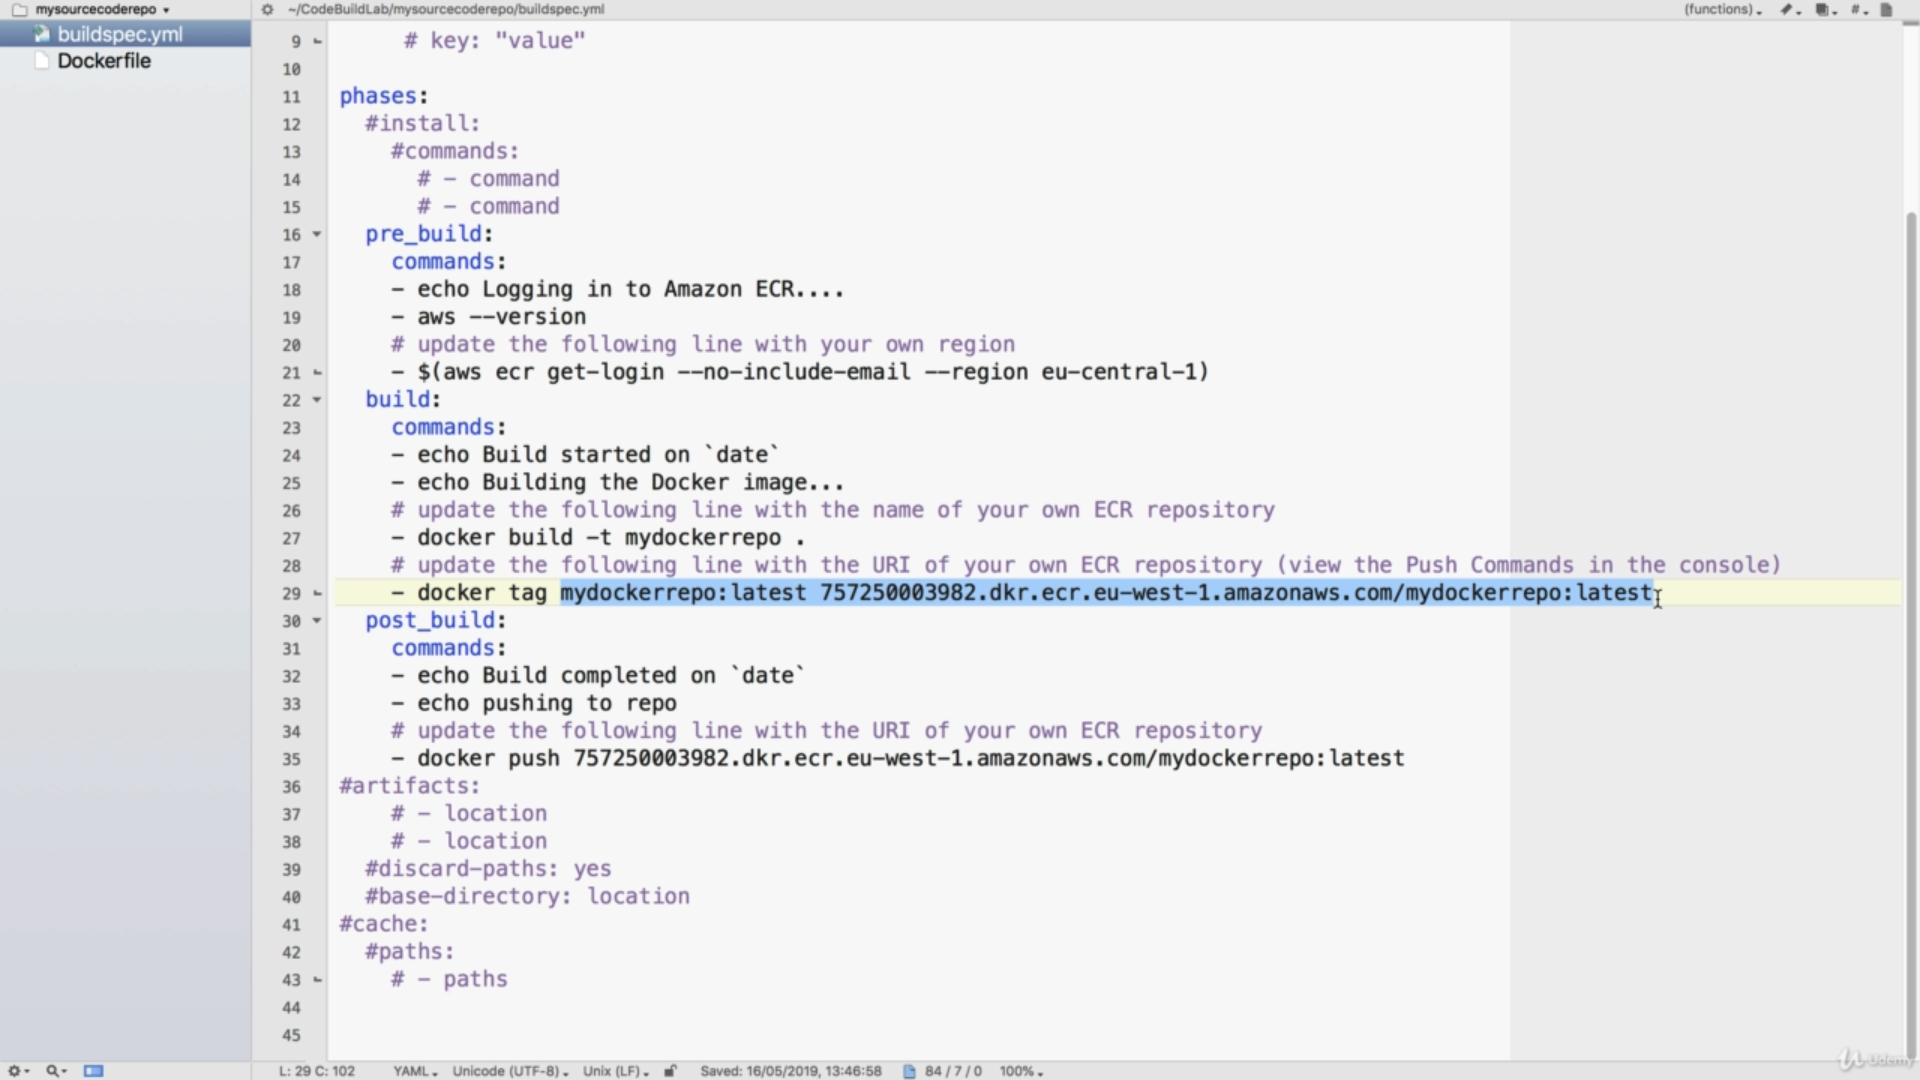 mysourcecoderepo
~/CodeBuildLab/mysourcecoderepo/buildspec.yml
(functions)
#
buildspec.yml
Dockerfile
9 # key: "value"
10
11 phases:
12 #install:
13 #commands:
14 # - command
15 # - command
16 pre_build:
17 commands:
18 - echo Logging in to Amazon ECR....
19 - aws --version
20 # update the following line with your own region
21 - $(aws ecr get-login --no-include-email --region eu-central-1)
22 build:
23 commands:
24 - echo Build started on `date`
25 - echo Building the Docker image...
26 # update the following line with the name of your own ECR repository
27 - docker build -t mydockerrepo .
28 # update the following line with the URI of your own ECR repository (view the Push Commands in the console)
29 - docker tag mydockerrepo:latest 757250003982.dkr.ecr.eu-west-1.amazonaws.com/mydockerrepo:latest
30 post_build:
31 commands:
32 - echo Build completed on `date`
33 - echo pushing to repo
34 # update the following line with the URI of your own ECR repository
35 - docker push 757250003982.dkr.ecr.eu-west-1.amazonaws.com/mydockerrepo:latest
36 #artifacts:
37 # - location
38 # - location
39 #discard-paths: yes
40 #base-directory: location
41 #cache:
42 #paths:
43 # - paths
44
45
L: 29 C: 102 YAML Unicode (UTF-8) Unix (LF) Saved: 16/05/2019, 13:46:58 84 / 7 / 0 100%
Udemy